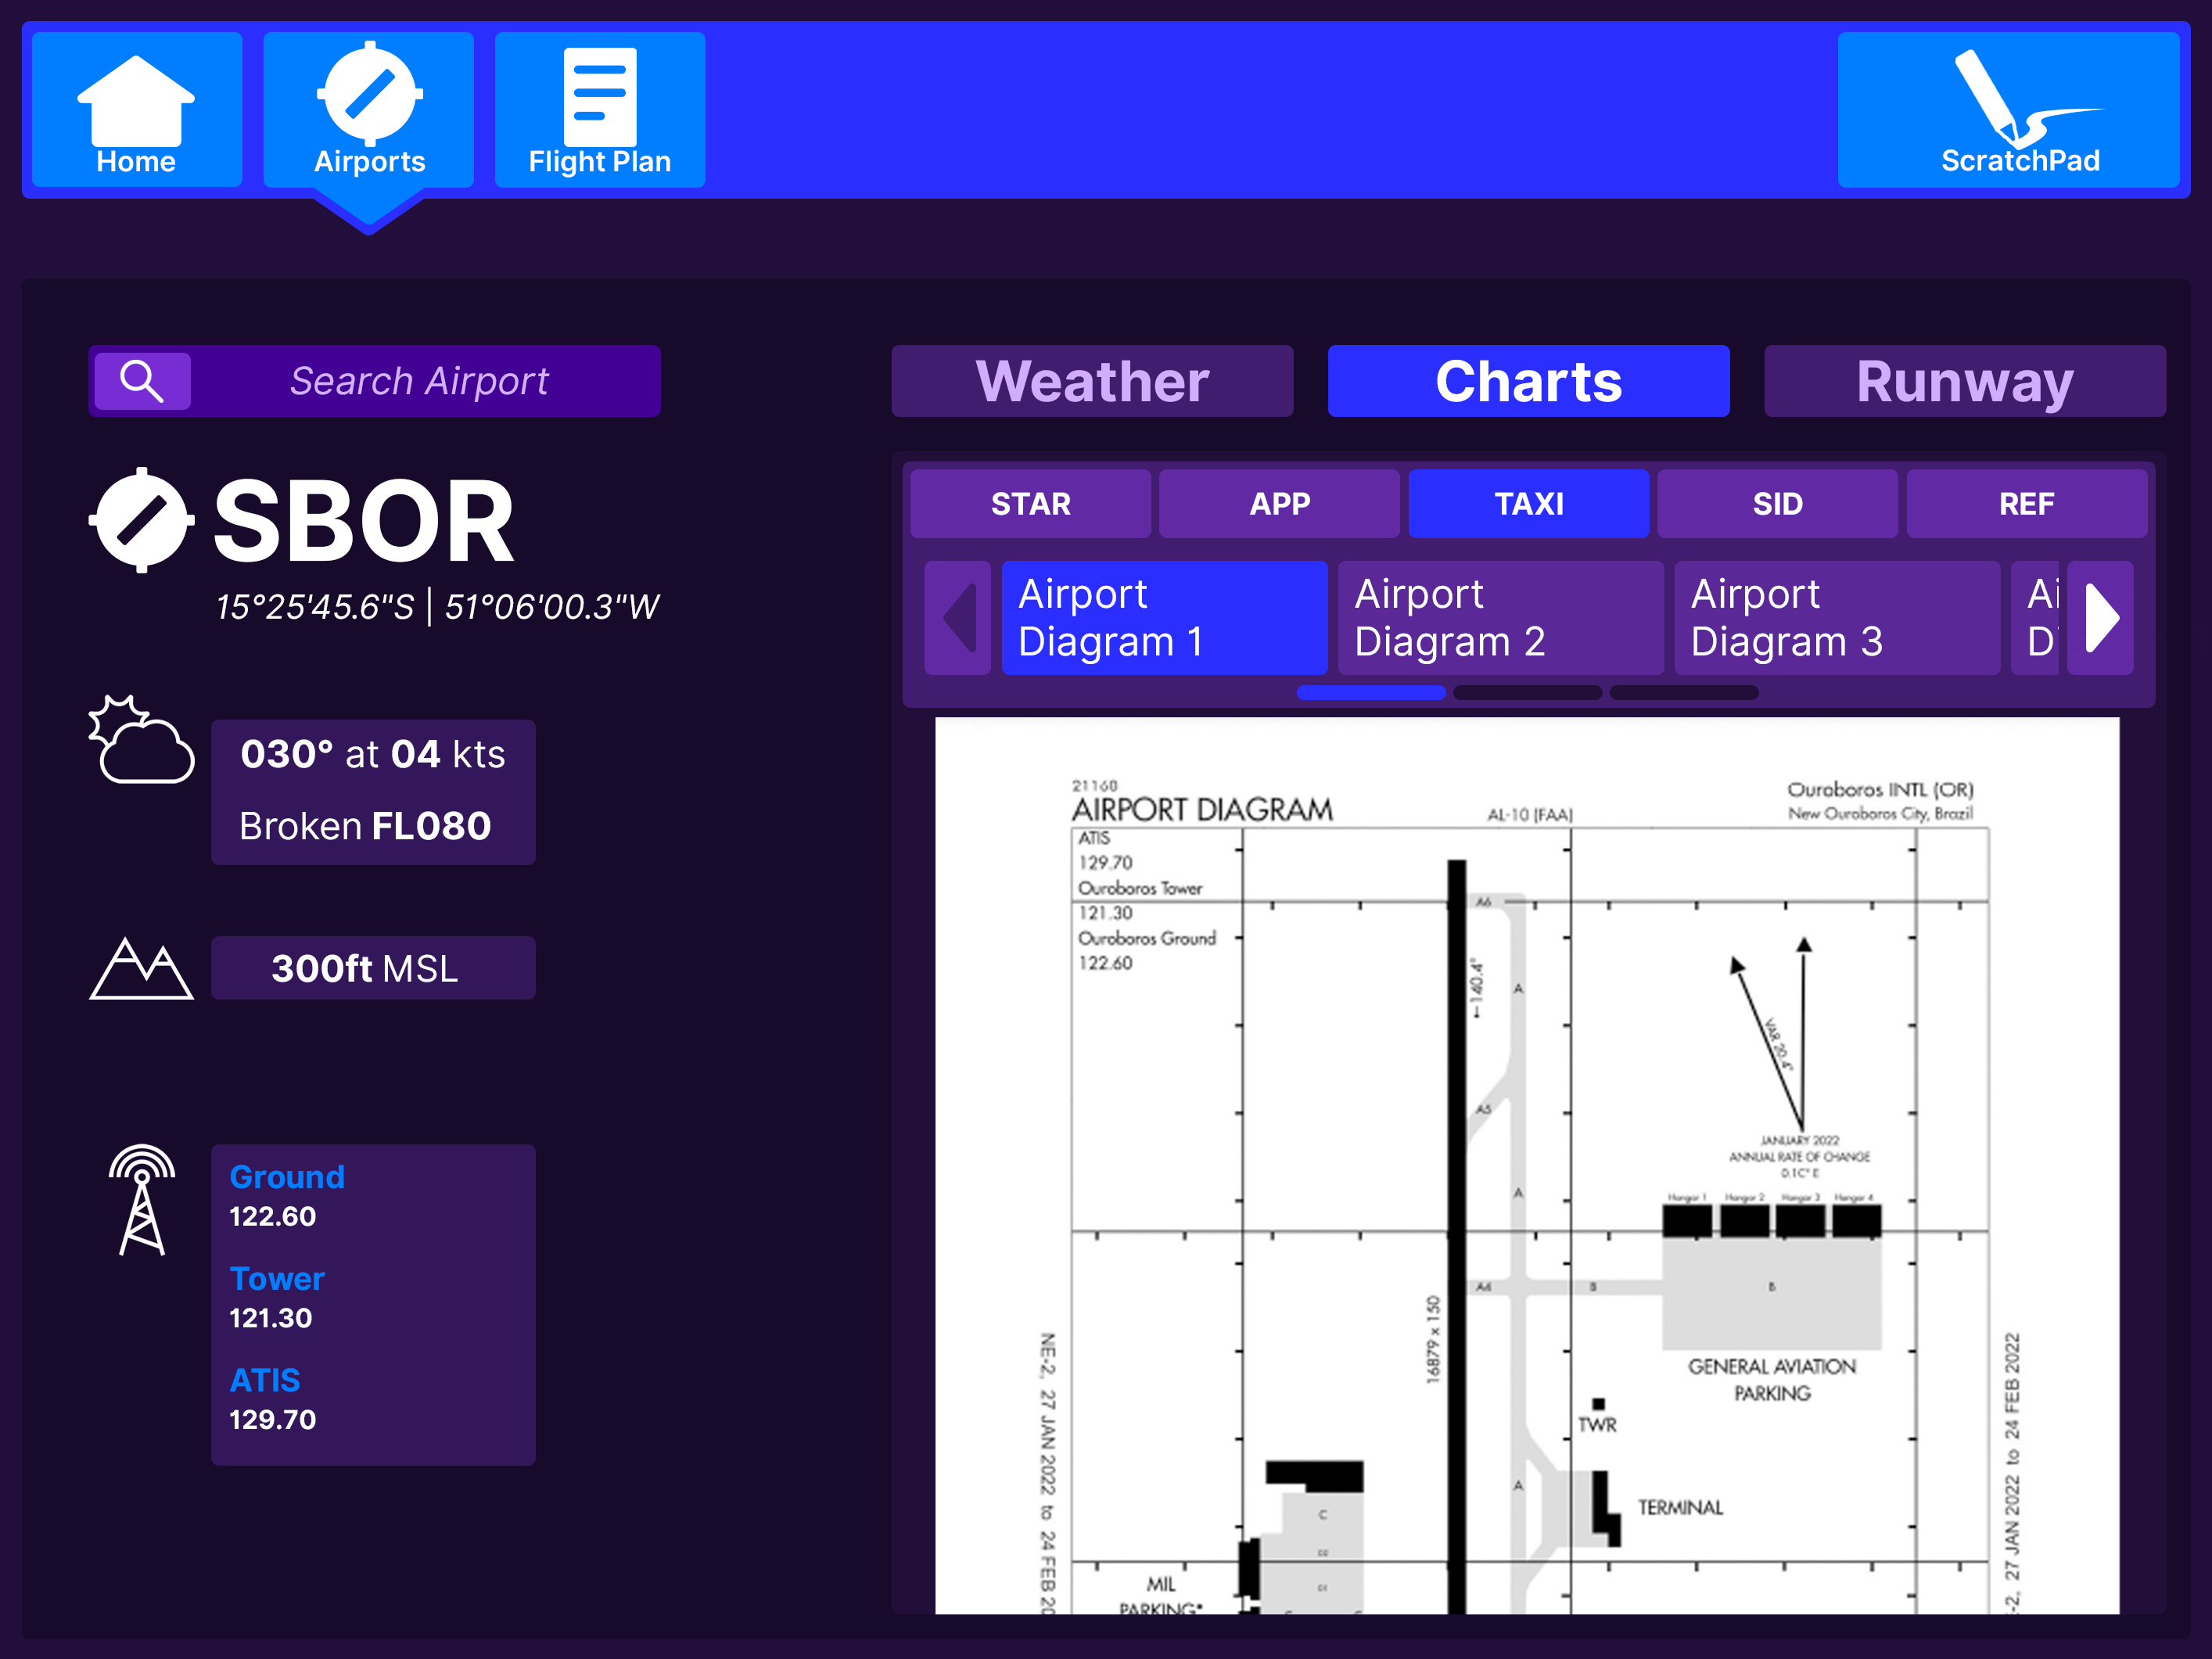 Home
Airports
Flight Plan
ScratchPad
Search Airport
SBOR
15°25'45.6"S | 51°06'00.3"W
030° at 04 kts
Broken FL080
300ft MSL
Ground
122.60
Tower
121.30
ATIS
129.70
Weather
Charts
Runway
STAR
APP
TAXI
SID
REF
Airport
Diagram 1
Airport
Diagram 2
Airport
Diagram 3
21160
AIRPORT DIAGRAM
AL-10 (FAA)
Ouroboros INTL (OR)
New Ouroboros City, Brazil
ATIS
129.70
Ouroboros Tower
121.30
Ouroboros Ground
122.60
A6
←140.4°
A
VAR 20.4°
A5
JANUARY 2022
ANNUAL RATE OF CHANGE
A
Hangar 1
Hangar 2
Hangar 3
Hangar 4
A4
B
B
16879 x 150
GENERAL AVIATION
PARKING
TWR
A
TERMINAL
C
D2
D1
MIL
PARKING*
NE-2, 27 JAN 2022 to 24 FEB 20
-2, 27 JAN 2022 to 24 FEB 2022